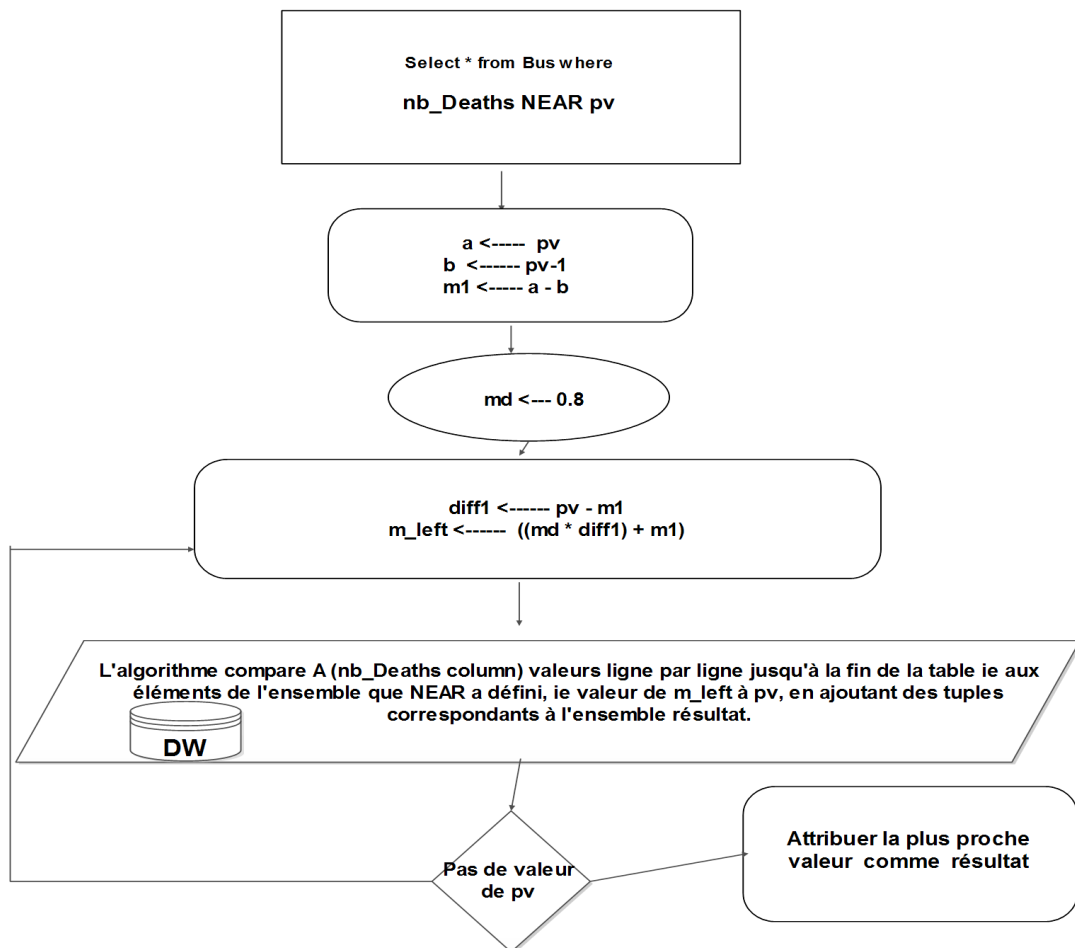 Select * from Bus where
nb_Deaths NEAR pv
a <----- pv
b <------ pv-1
m1 <----- a - b
md <--- 0.8
diff1 <------ pv - m1
m_left <------ ((md * diff1) + m1)
L'algorithme compare A (nb_Deaths column) valeurs ligne par ligne jusqu'à la fin de la table ie aux
éléments de l'ensemble que NEAR a défini, ie valeur de m_left à pv, en ajoutant des tuples
correspondants à l'ensemble résultat.
DW
Pas de valeur
de pv
Attribuer la plus proche
valeur comme résultat